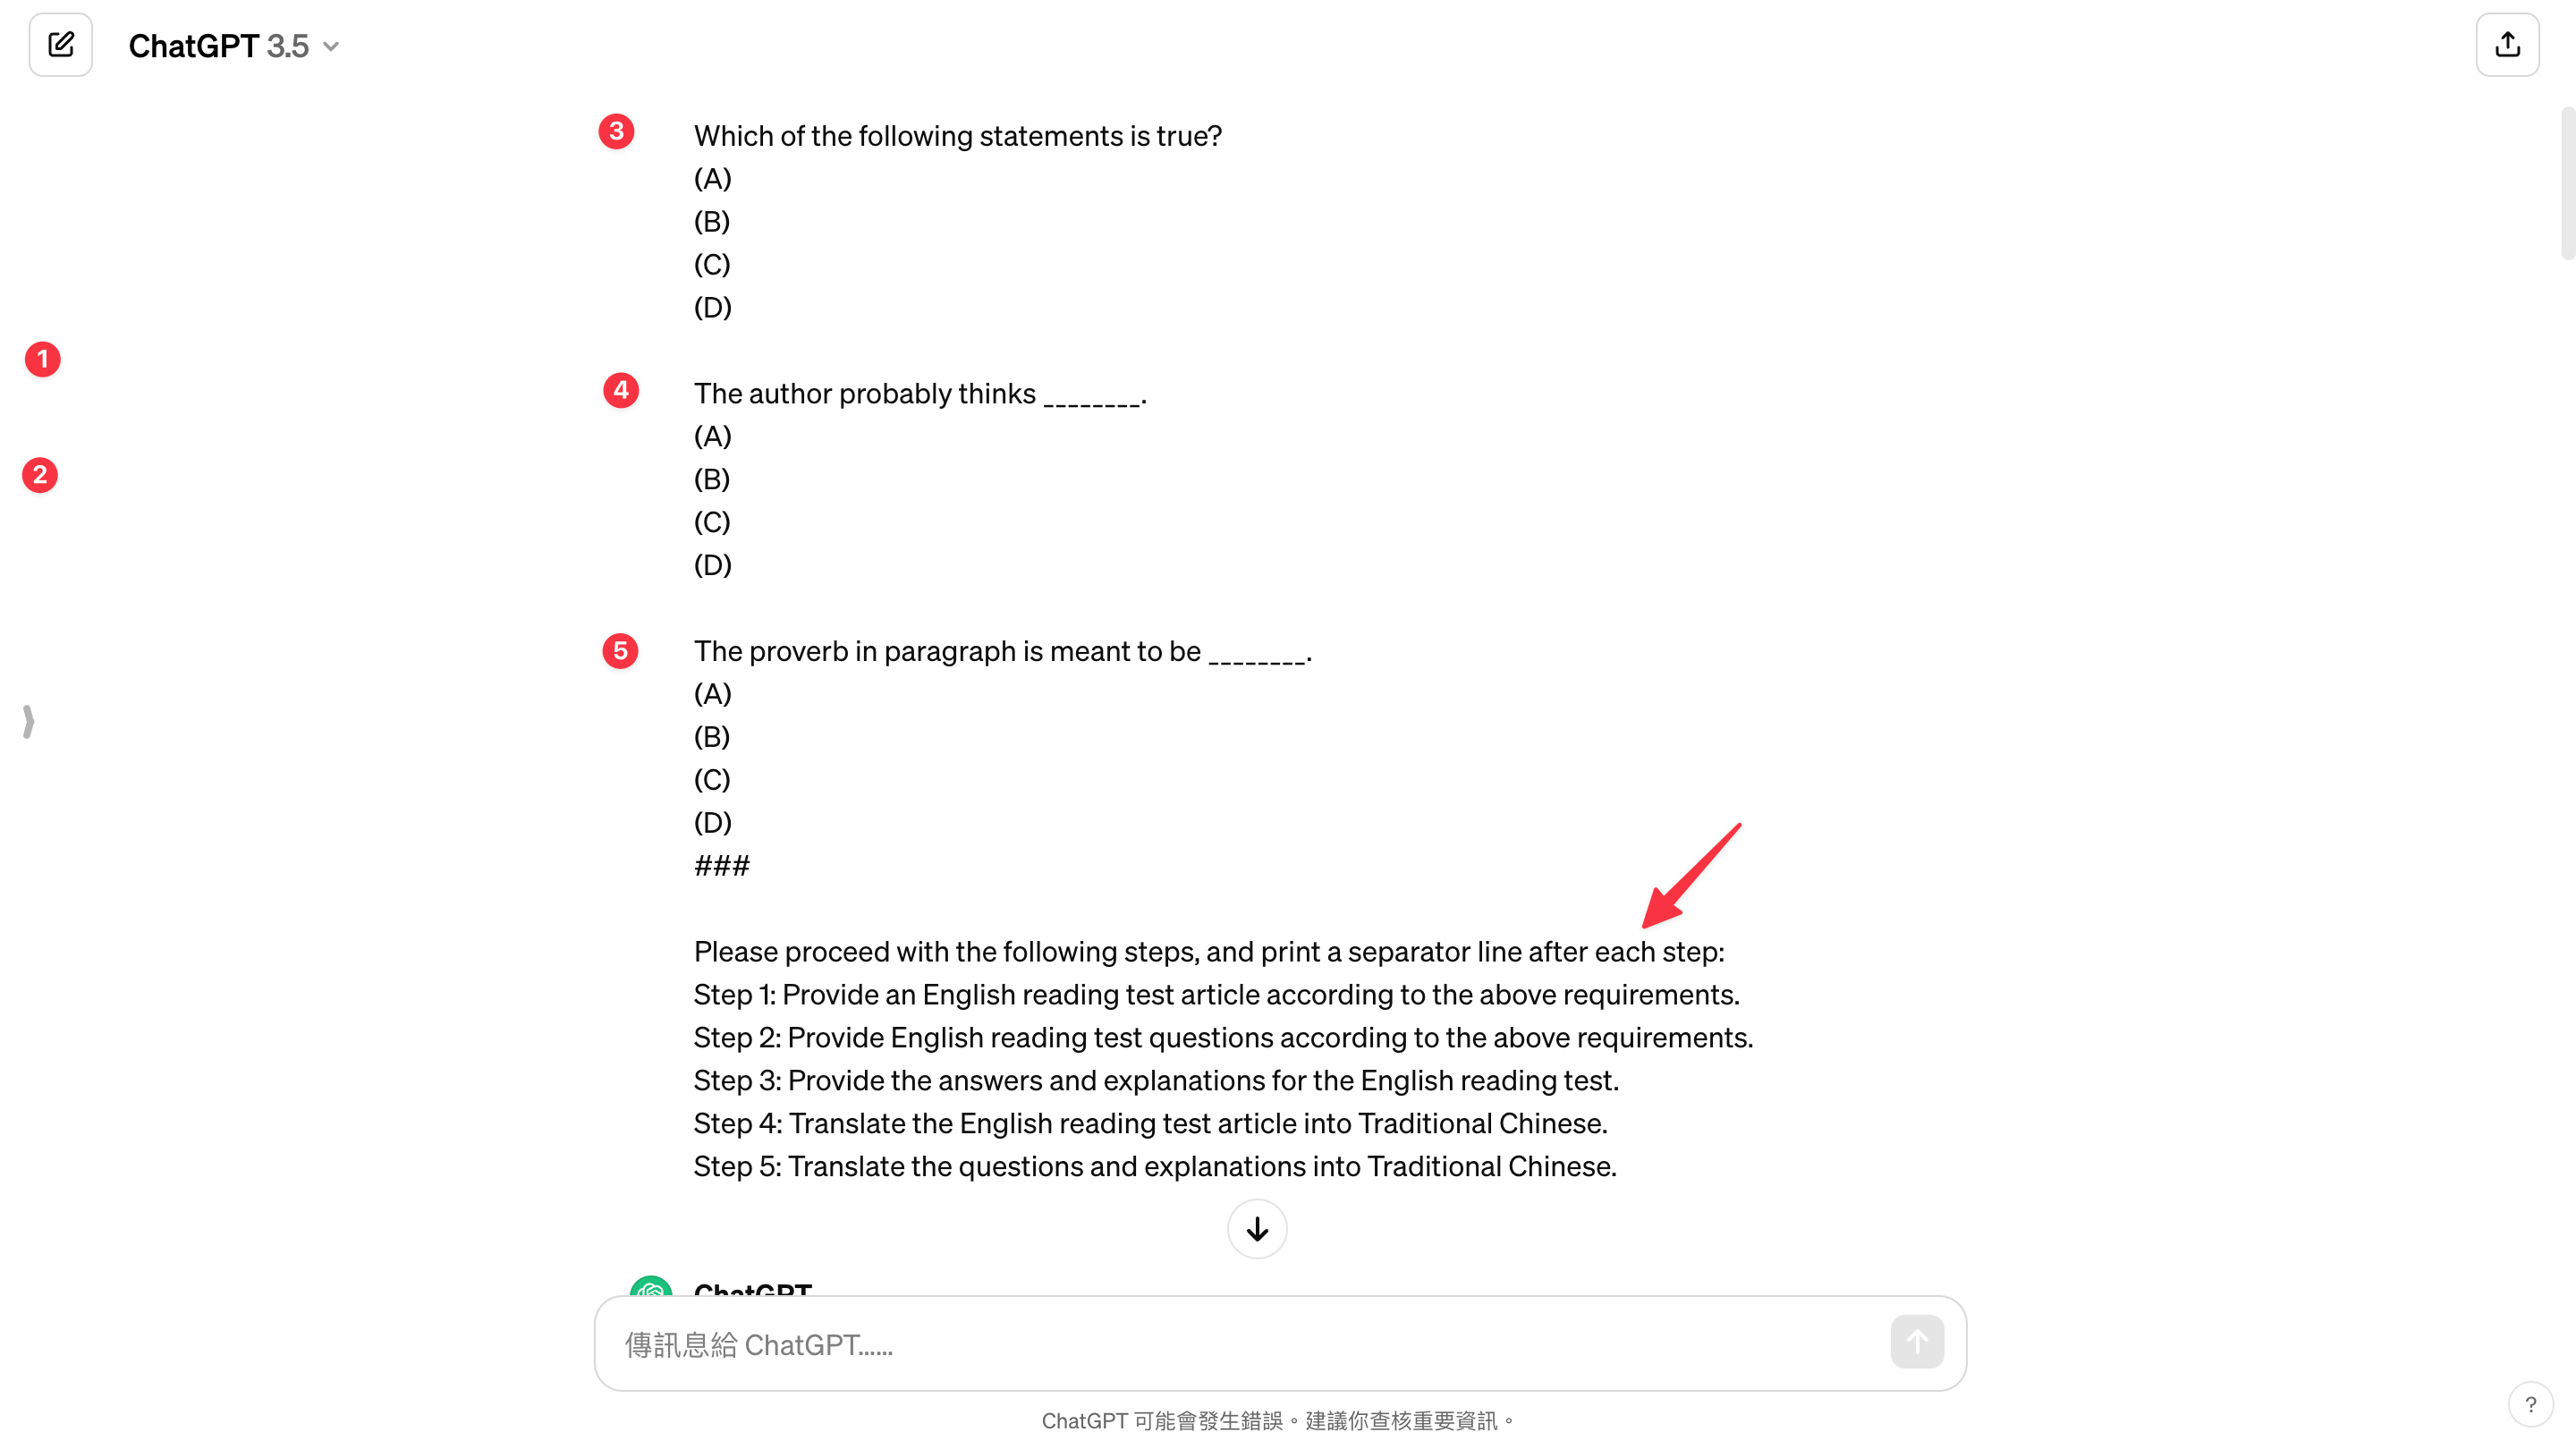 ChatGPT 3.5
3 Which of the following statements is true?
(A)
(B)
(C)
(D)
1
4 The author probably thinks ________.
(A)
2
(B)
(C)
(D)
5 The proverb in paragraph is meant to be ________.
(A)
(B)
(C)
(D)
###
Please proceed with the following steps, and print a separator line after each step:
Step 1: Provide an English reading test article according to the above requirements.
Step 2: Provide English reading test questions according to the above requirements.
Step 3: Provide the answers and explanations for the English reading test.
Step 4: Translate the English reading test article into Traditional Chinese.
Step 5: Translate the questions and explanations into Traditional Chinese.
ChatGPT
傳訊息給 ChatGPT......
ChatGPT 可能會發生錯誤。建議你查核重要資訊。
?